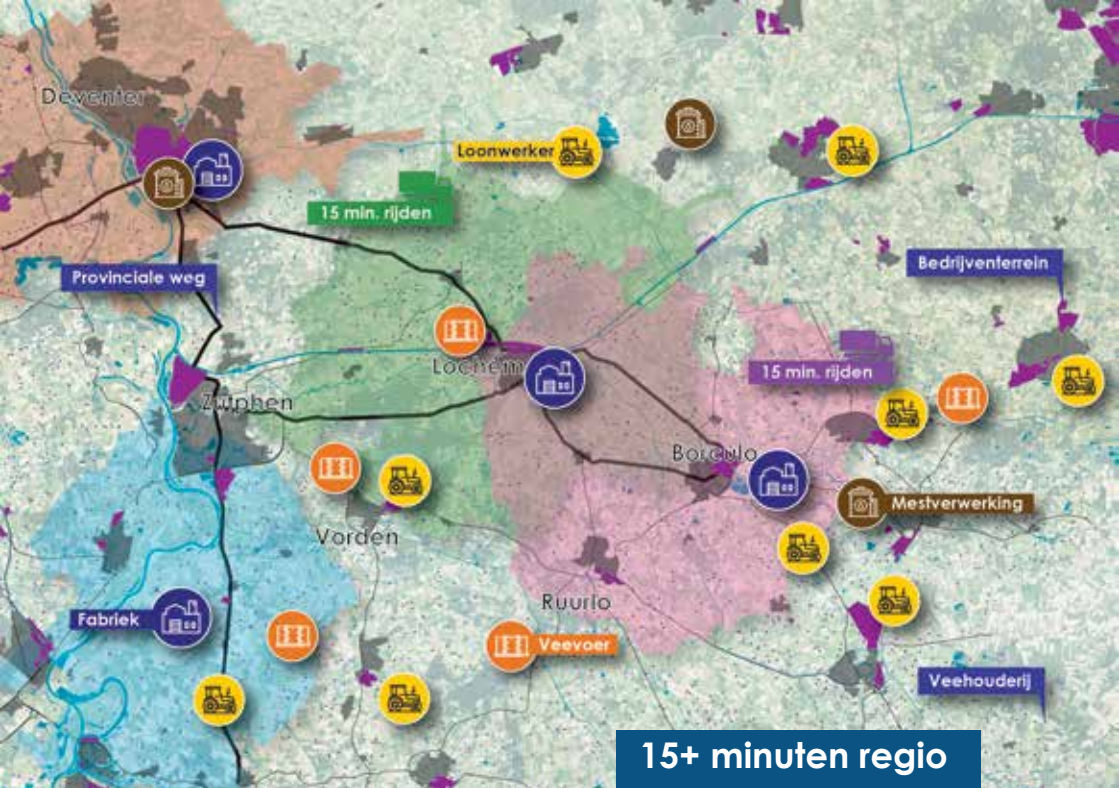 Deventer
Loonwerker
15 min. rijden
Provinciale weg
Bedrijventerrein
Lochem
15 min. rijden
Zutphen
Borculo
Mestverwerking
Vorden
Ruurlo
Fabriek
Veevoer
Veehouderij
15+ minuten regio